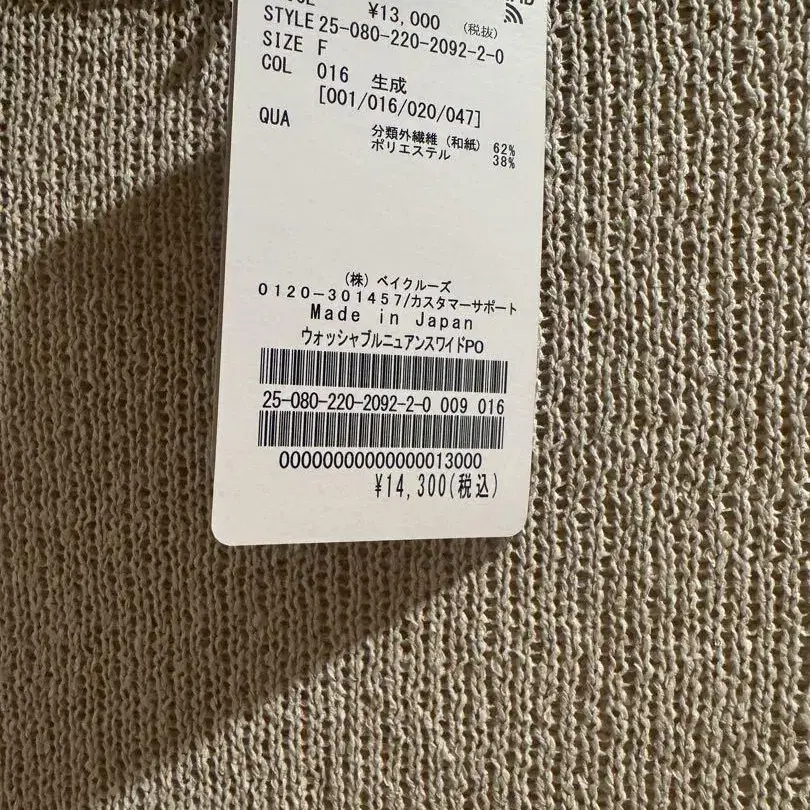 ¥13,000 (税抜)
STYLE 25-080-220-2092-2-0
SIZE F
COL 016 生成
[001/016/020/047]
QUA 分類外繊維(和紙) 62%
ポリエステル 38%
(株)ベイクルーズ
0120-301457/カスタマーサポート
Made in Japan
ウォッシャブルニュアンスワイドPO
25-080-220-2092-2-0 009 016
00000000000000013000
¥14,300(税込)